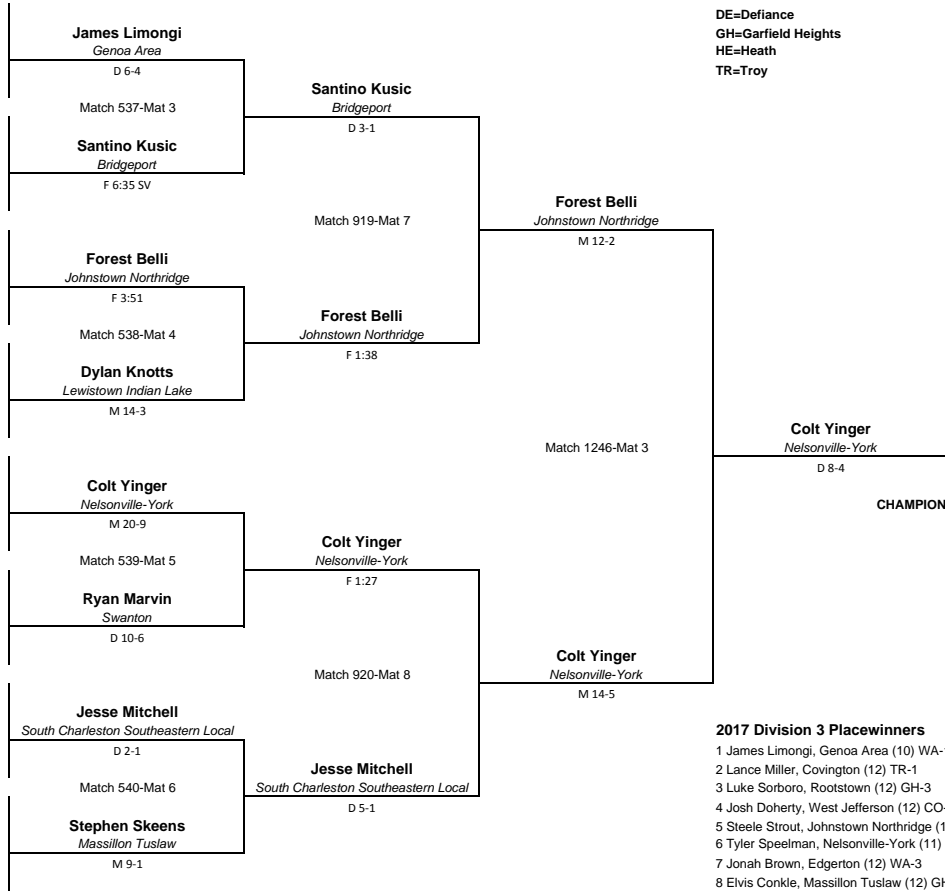 DE=Defiance
GH=Garfield Heights
HE=Heath
TR=Troy
James Limongi
Genoa Area
D 6-4
Match 537-Mat 3
Santino Kusic
Bridgeport
F 6:35 SV
Santino Kusic
Bridgeport
D 3-1
Match 919-Mat 7
Forest Belli
Johnstown Northridge
F 3:51
Match 538-Mat 4
Dylan Knotts
Lewistown Indian Lake
M 14-3
Forest Belli
Johnstown Northridge
F 1:38
Forest Belli
Johnstown Northridge
M 12-2
Match 1246-Mat 3
Colt Yinger
Nelsonville-York
D 8-4
CHAMPION
Colt Yinger
Nelsonville-York
M 20-9
Match 539-Mat 5
Ryan Marvin
Swanton
D 10-6
Colt Yinger
Nelsonville-York
F 1:27
Match 920-Mat 8
Colt Yinger
Nelsonville-York
M 14-5
Jesse Mitchell
South Charleston Southeastern Local
D 2-1
Match 540-Mat 6
Stephen Skeens
Massillon Tuslaw
M 9-1
Jesse Mitchell
South Charleston Southeastern Local
D 5-1
2017 Division 3 Placewinners
1 James Limongi, Genoa Area (10) WA-
2 Lance Miller, Covington (12) TR-1
3 Luke Sorboro, Rootstown (12) GH-3
4 Josh Doherty, West Jefferson (12) CO-
5 Steele Strout, Johnstown Northridge (1
6 Tyler Speelman, Nelsonville-York (11)
7 Jonah Brown, Edgerton (12) WA-3
8 Elvis Conkle, Massillon Tuslaw (12) GH